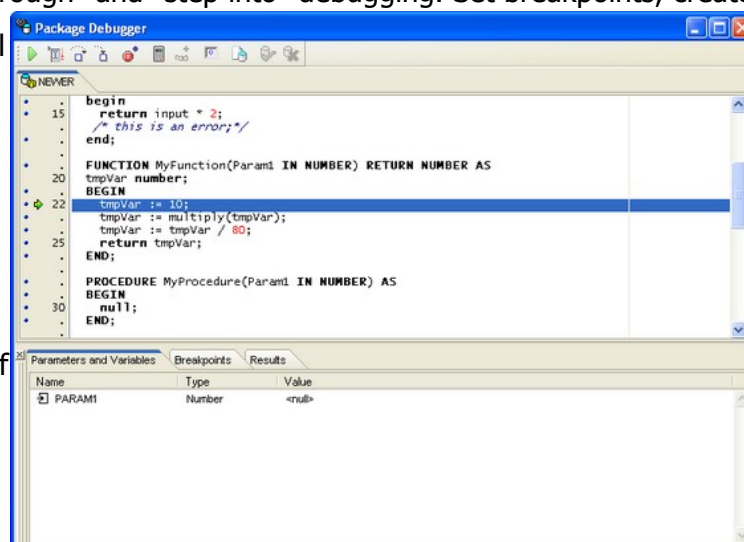 rough" and "step into" debugging. Set breakpoints, create
Package Debugger
NEWER
begin
15 return input * 2;
/* this is an error;*/
end;
FUNCTION MyFunction(Param1 IN NUMBER) RETURN NUMBER AS
20 tmpVar number;
BEGIN
22 tmpVar := 10;
tmpVar := multiply(tmpVar);
tmpVar := tmpVar / 80;
25 return tmpVar;
END;
PROCEDURE MyProcedure(Param1 IN NUMBER) AS
BEGIN
30 null;
END;
f
Parameters and Variables Breakpoints Results
Name Type Value
PARAM1 Number <null>